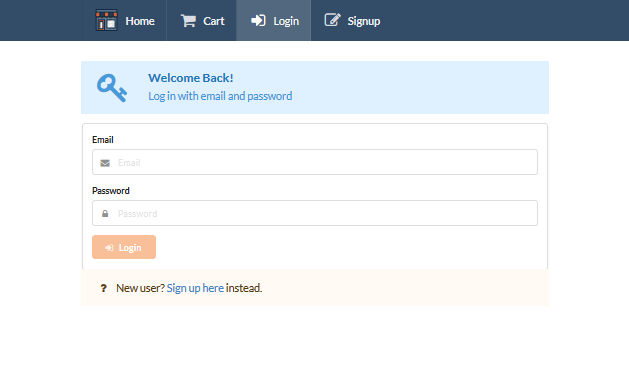 Home Cart Login Signup
Welcome Back!
Log in with email and password
Email
Email
Password
Password
Login
? New user? Sign up here instead.